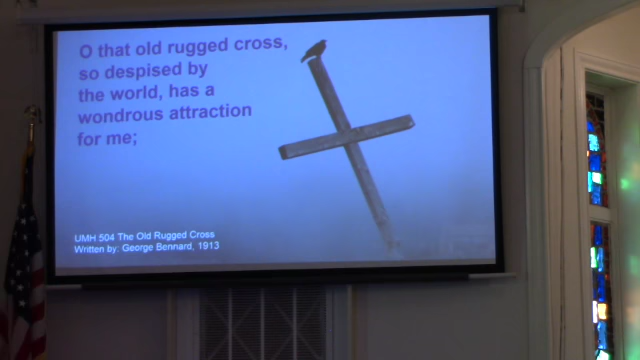 O that old rugged cross,
so despised by
the world, has a
wondrous attraction
for me;
UMH 504 The Old Rugged Cross
Written by: George Bennard, 1913